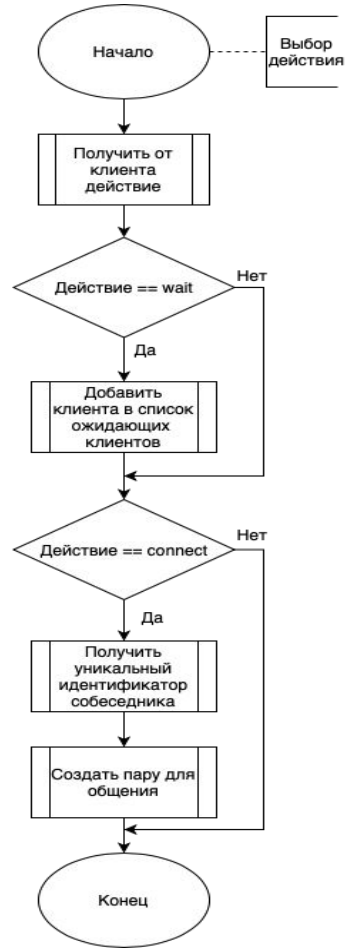 Начало
Выбор
действия
Получить от
клиента
действие
Действие == wait
Нет
Да
Добавить
клиента в список
ожидающих
клиентов
Действие == connect
Нет
Да
Получить
уникальный
идентификатор
собеседника
Создать пару для
общения
Конец